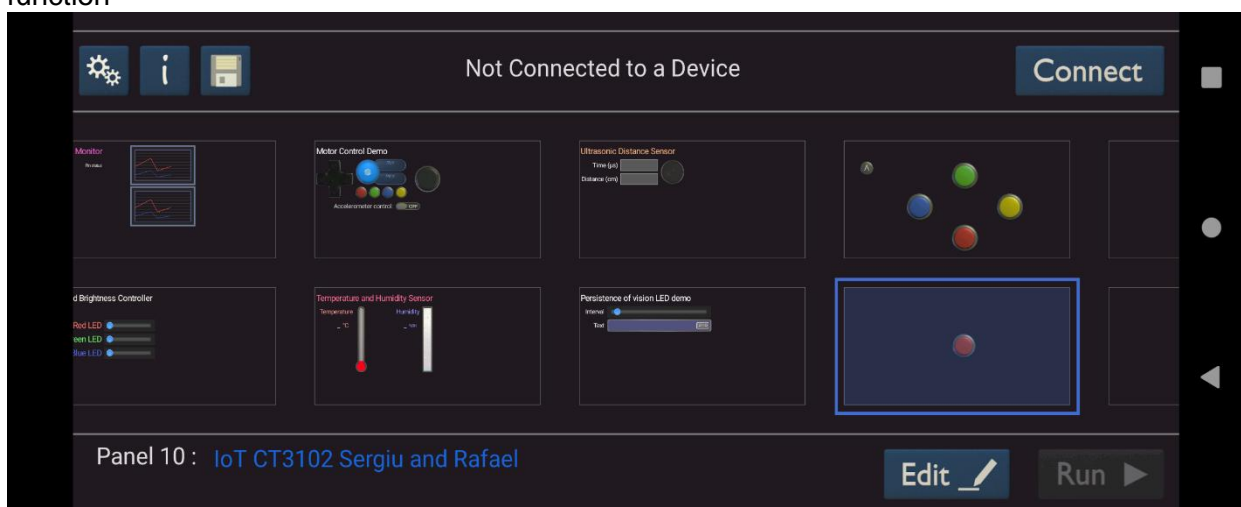 function
i
Not Connected to a Device
Connect
Monitor
Motor Control Demo
Accelerometer control OFF
Ultrasonic Distance Sensor
Time (µs)
Distance (cm)
A
d Brightness Controller
Red LED
een LED
Blue LED
Temperature and Humidity Sensor
Temperature Humidity
_ °C
Persistence of vision LED demo
Interval
Text
Panel 10 : IoT CT3102 Sergiu and Rafael
Edit
Run